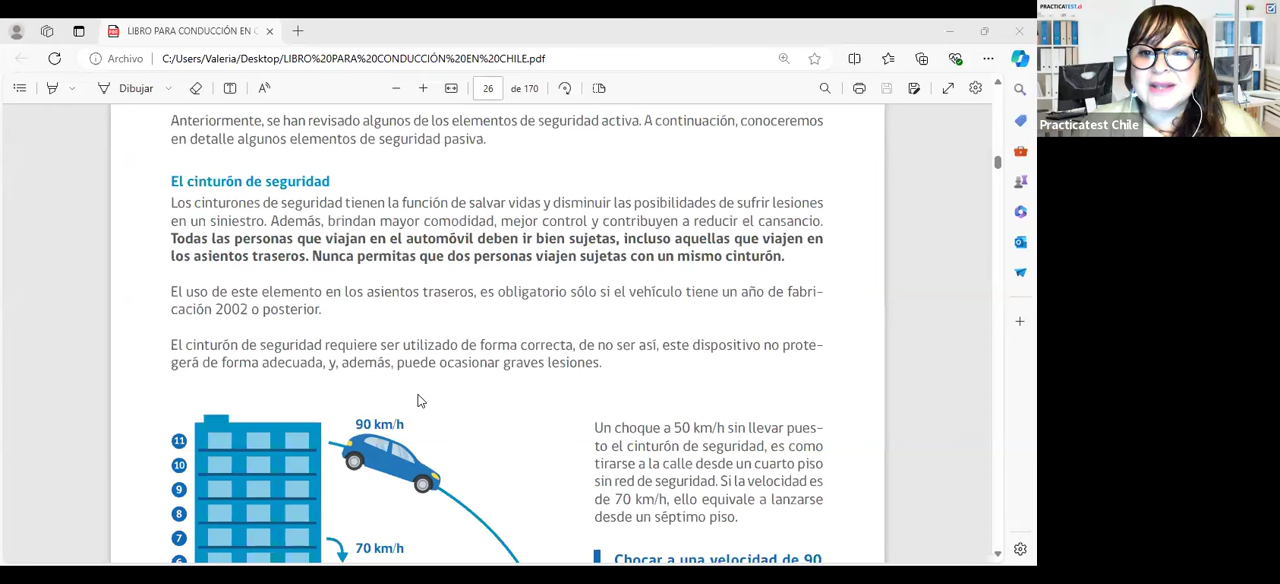 LIBRO PARA CONDUCCIÓN EN C
PRACTICATEST.cl
Archivo C:/Users/Valeria/Desktop/LIBRO%20PARA%20CONDUCCIÓN%20EN%20CHILE.pdf
Dibujar
26 de 170
Practicatest Chile
Anteriormente, se han revisado algunos de los elementos de seguridad activa. A continuación, conoceremos
en detalle algunos elementos de seguridad pasiva.
El cinturón de seguridad
Los cinturones de seguridad tienen la función de salvar vidas y disminuir las posibilidades de sufrir lesiones
en un siniestro. Además, brindan mayor comodidad, mejor control y contribuyen a reducir el cansancio.
Todas las personas que viajan en el automóvil deben ir bien sujetas, incluso aquellas que viajen en
los asientos traseros. Nunca permitas que dos personas viajen sujetas con un mismo cinturón.
El uso de este elemento en los asientos traseros, es obligatorio sólo si el vehículo tiene un año de fabri-
cación 2002 o posterior.
El cinturón de seguridad requiere ser utilizado de forma correcta, de no ser así, este dispositivo no prote-
gerá de forma adecuada, y, además, puede ocasionar graves lesiones.
90 km/h
11
10
9
8
7
70 km/h
6
Un choque a 50 km/h sin llevar pues-
to el cinturón de seguridad, es como
tirarse a la calle desde un cuarto piso
sin red de seguridad. Si la velocidad es
de 70 km/h, ello equivale a lanzarse
desde un séptimo piso.
Chocar a una velocidad de 90